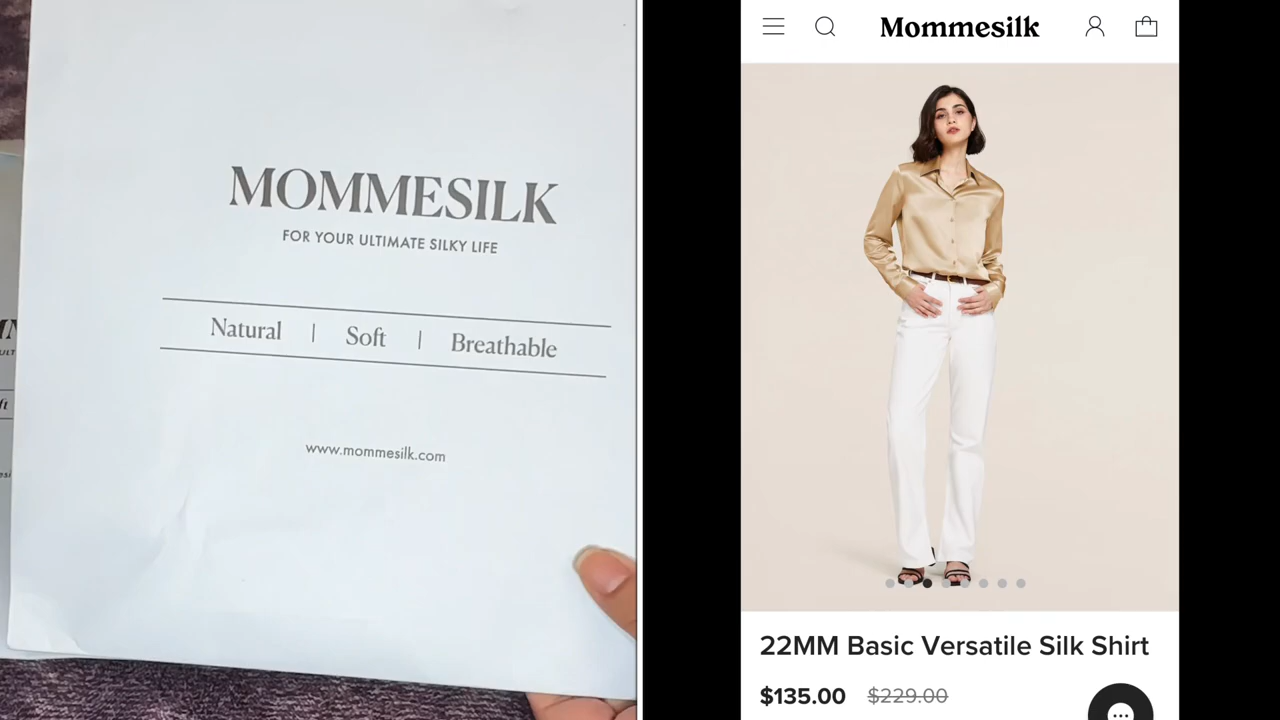 MOMMESILK
FOR YOUR ULTIMATE SILKY LIFE
Natural | Soft | Breathable
www.mommesilk.com
Mommesilk
22MM Basic Versatile Silk Shirt
$135.00 $229.00